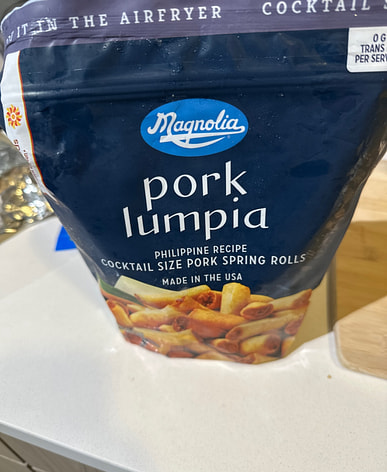 IT IN THE AIRFRYER
COCKTAIL
0 G
TRANS
PER SERV
Magnolia
pork
lumpia
PHILIPPINE RECIPE
COCKTAIL SIZE PORK SPRING ROLLS
MADE IN THE USA